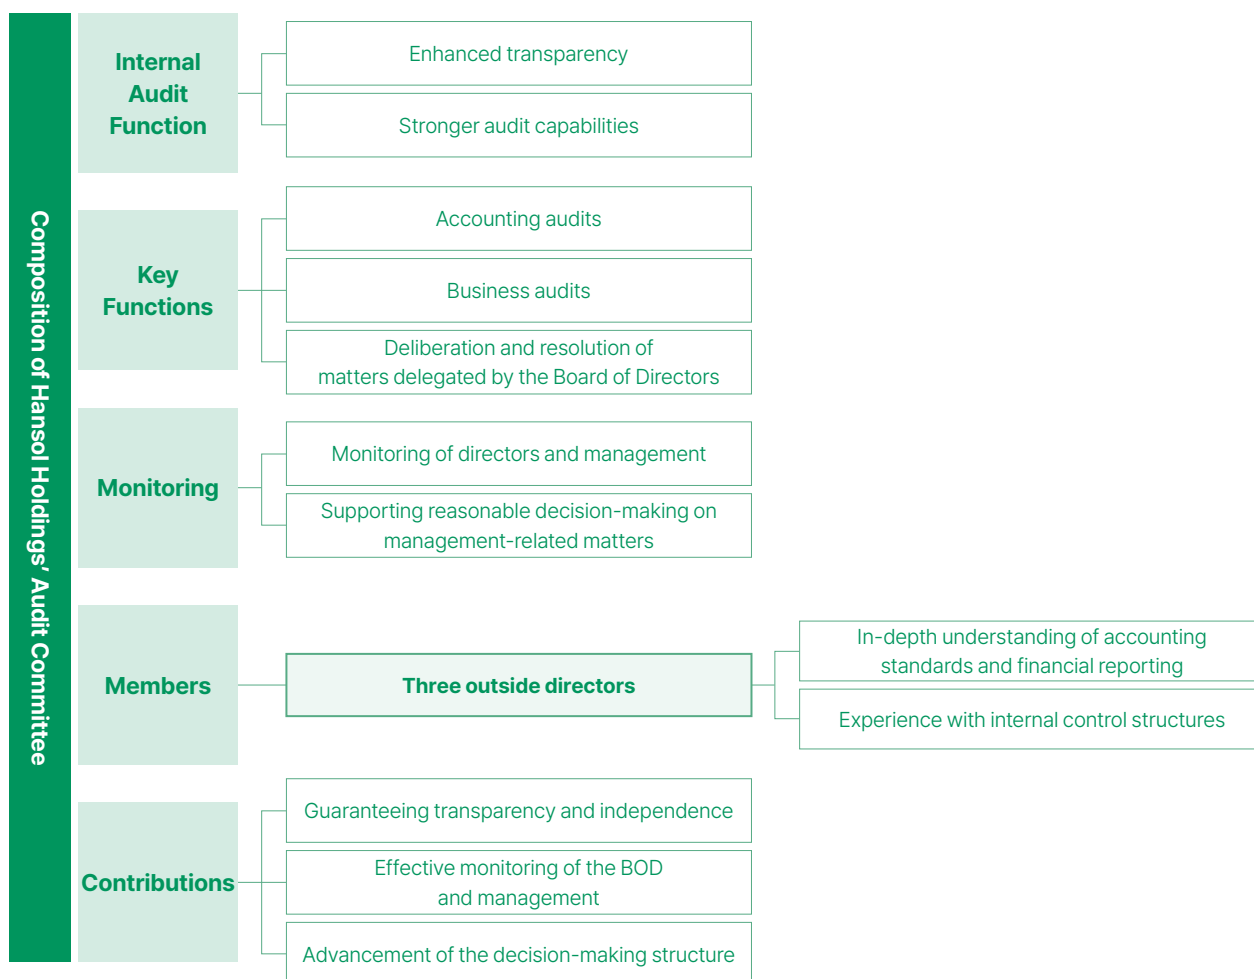 Composition of Hansol Holdings’ Audit Committee
Internal
Audit
Function
Enhanced transparency
Stronger audit capabilities
Key
Functions
Accounting audits
Business audits
Deliberation and resolution of
matters delegated by the Board of Directors
Monitoring
Monitoring of directors and management
Supporting reasonable decision-making on
management-related matters
Members
Three outside directors
In-depth understanding of accounting
standards and financial reporting
Experience with internal control structures
Contributions
Guaranteeing transparency and independence
Effective monitoring of the BOD
and management
Advancement of the decision-making structure